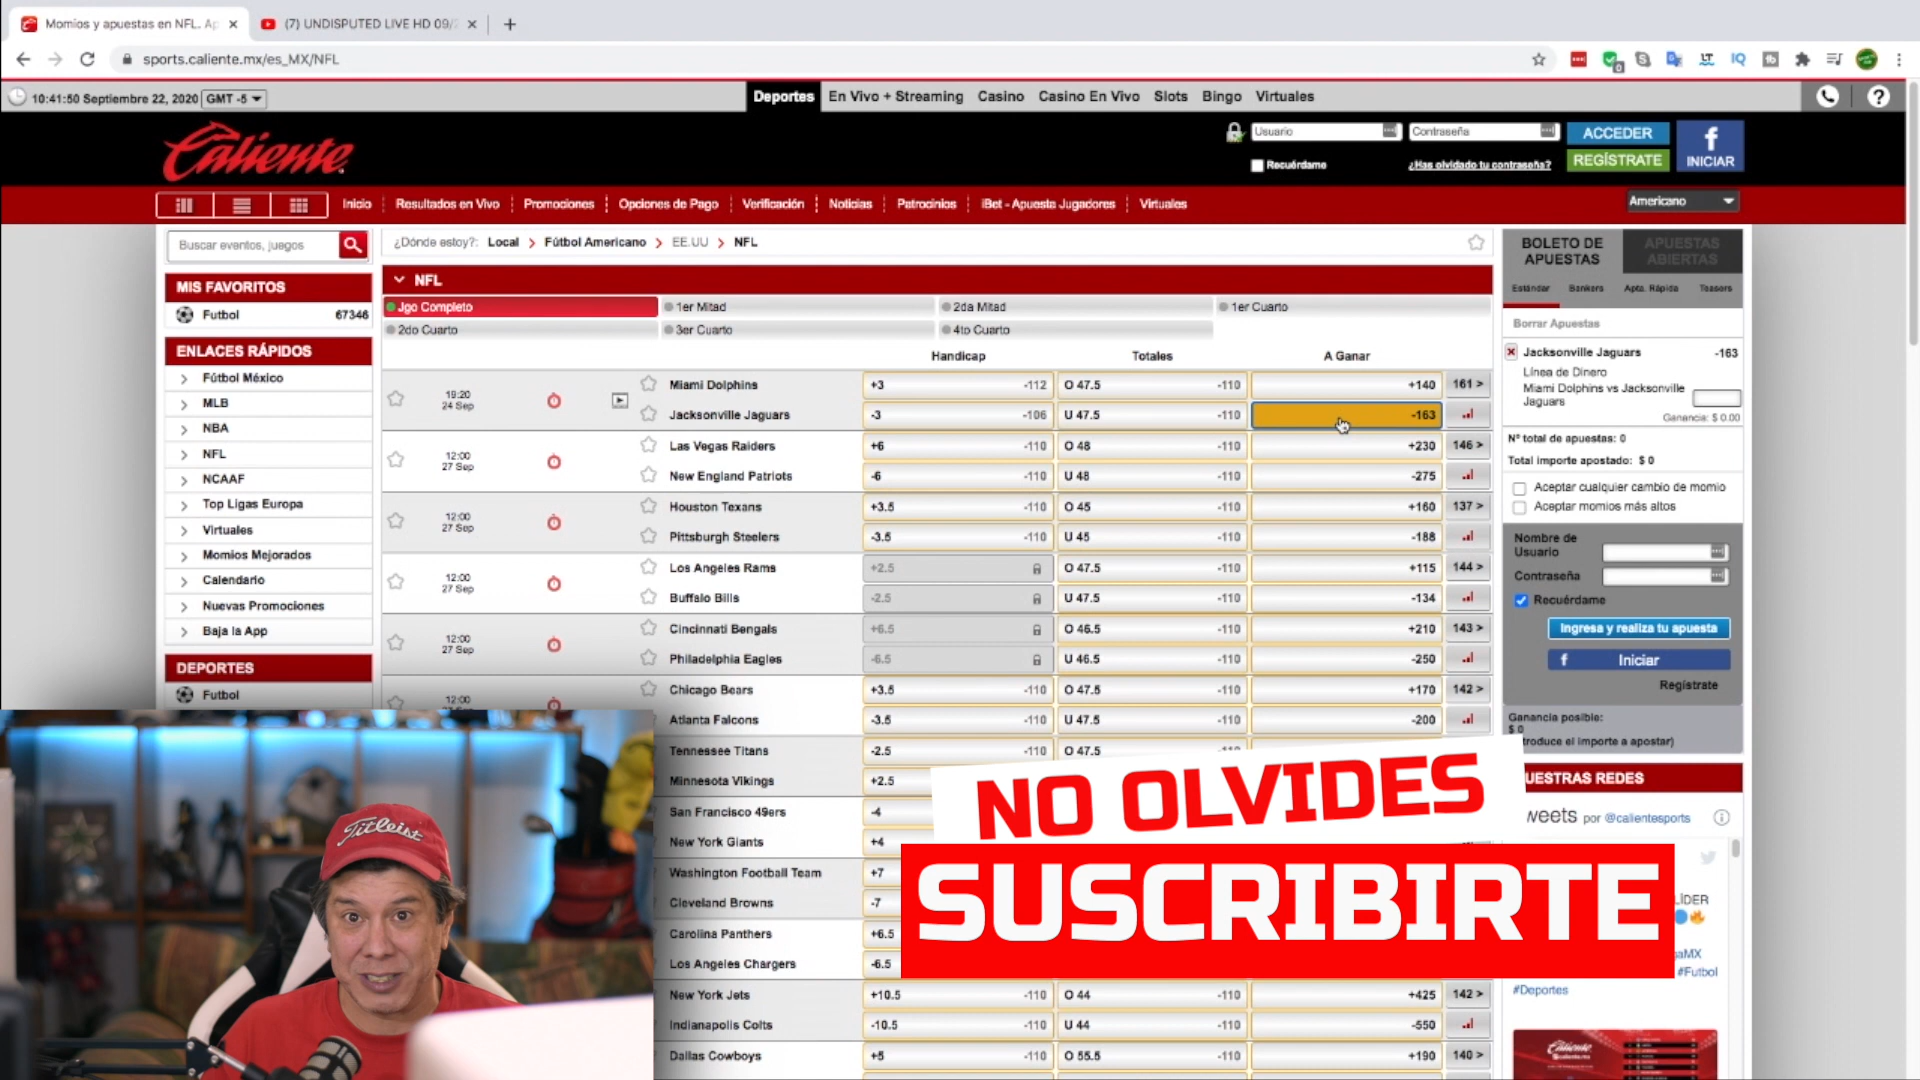 Momios y apuestas en NFL. Ap
(7) UNDISPUTED LIVE HD 09/2
sports.caliente.mx/es_MX/NFL
10:41:50 Septiembre 22, 2020 GMT -5
Deportes En Vivo + Streaming Casino Casino En Vivo Slots Bingo Virtuales
Caliente
Usuario Contraseña ACCEDER
REGÍSTRATE
f INICIAR
Recuérdame ¿Has olvidado tu contraseña?
Inicio Resultados en Vivo Promociones Opciones de Pago Verificación Noticias Patrocinios iBet - Apuesta Jugadores Virtuales
Americano
Buscar eventos, juegos
¿Dónde estoy?: Local > Fútbol Americano > EE.UU > NFL
MIS FAVORITOS
Futbol 67346
ENLACES RÁPIDOS
Fútbol México
MLB
NBA
NFL
NCAAF
Top Ligas Europa
Virtuales
Momios Mejorados
Calendario
Nuevas Promociones
Baja la App
DEPORTES
Futbol
NFL
Jgo Completo 1er Mitad 2da Mitad 1er Cuarto
2do Cuarto 3er Cuarto 4to Cuarto
Handicap Totales A Ganar
19:20
24 Sep
Miami Dolphins +3 -112 O 47.5 -110 +140 161 >
Jacksonville Jaguars -3 -106 U 47.5 -110 -163
12:00
27 Sep
Las Vegas Raiders +6 -110 O 48 -110 +230 146 >
New England Patriots -6 -110 U 48 -110 -275
12:00
27 Sep
Houston Texans +3.5 -110 O 45 -110 +160 137 >
Pittsburgh Steelers -3.5 -110 U 45 -110 -188
12:00
27 Sep
Los Angeles Rams +2.5 O 47.5 -110 +115 144 >
Buffalo Bills -2.5 U 47.5 -110 -134
12:00
27 Sep
Cincinnati Bengals +6.5 O 46.5 -110 +210 143 >
Philadelphia Eagles -6.5 U 46.5 -110 -250
12:00
Chicago Bears +3.5 -110 O 47.5 -110 +170 142 >
Atlanta Falcons -3.5 -110 U 47.5 -110 -200
Tennessee Titans -2.5 -110 O 47.5 -110
Minnesota Vikings +2.5
San Francisco 49ers -4
New York Giants +4
Washington Football Team +7
Cleveland Browns -7
Carolina Panthers +6.5
Los Angeles Chargers -6.5
New York Jets +10.5 -110 O 44 -110 +425 142 >
Indianapolis Colts -10.5 -110 U 44 -110 -550
Dallas Cowboys +5 -110 O 55.5 -110 +190 140 >
BOLETO DE APUESTAS
APUESTAS ABIERTAS
Estándar Bankers Apta. Rápida Teasers
Borrar Apuestas
Jacksonville Jaguars -163
Línea de Dinero
Miami Dolphins vs Jacksonville
Jaguars
Ganancia: $ 0.00
Nº total de apuestas: 0
Total importe apostado: $ 0
Aceptar cualquier cambio de momio
Aceptar momios más altos
Nombre de
Usuario
Contraseña
Recuérdame
Ingresa y realiza tu apuesta
f Iniciar
Regístrate
Ganancia posible:
$ 0
troduce el importe a apostar)
UESTRAS REDES
weets por @calientesports
LÍDER
aMX
#Futbol
#Deportes
Caliente
Titleist
NO OLVIDES
SUSCRIBIRTE